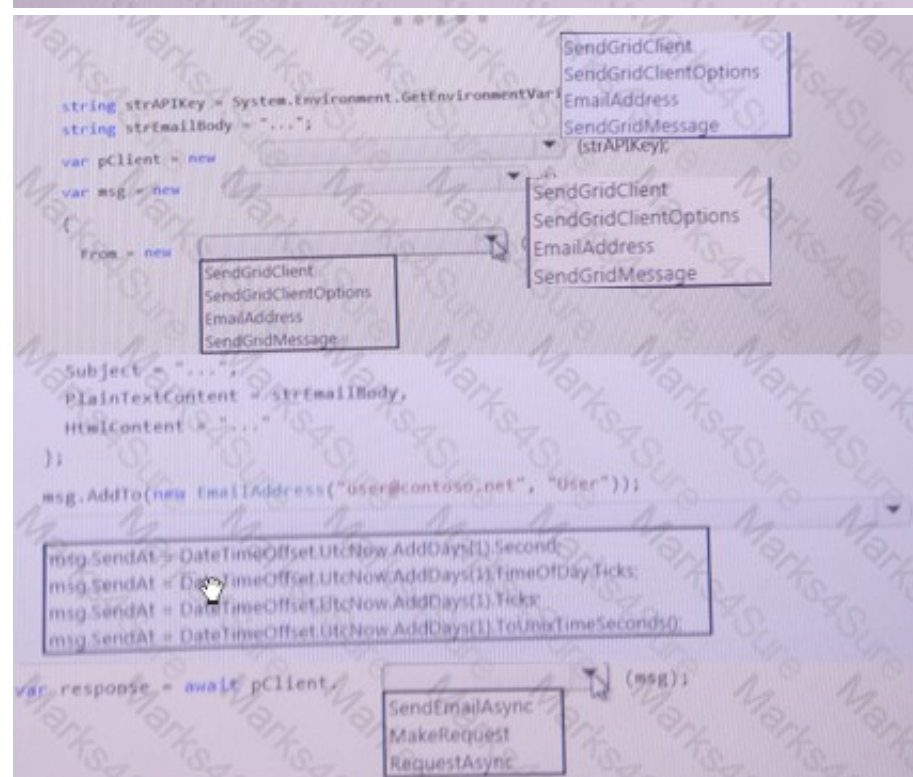 string strAPIKey = System.Environment.GetEnvironmentVari
string strEmailBody = "...";
var pClient = new (strAPIKey);
SendGridClient
SendGridClientOptions
EmailAddress
SendGridMessage
var msg = new
SendGridClient
SendGridClientOptions
EmailAddress
SendGridMessage
{
From = new
SendGridClient
SendGridClientOptions
EmailAddress
SendGridMessage
Subject = "...",
PlainTextContent = strEmailBody,
HtmlContent = "..."
};
msg.AddTo(new EmailAddress("user@contoso.net", "User"));
msg.SendAt = DateTimeOffset.UtcNow.AddDays(1).Second;
msg.SendAt = DateTimeOffset.UtcNow.AddDays(1).TimeOfDay.Ticks;
msg.SendAt = DateTimeOffset.UtcNow.AddDays(1).Ticks;
msg.SendAt = DateTimeOffset.UtcNow.AddDays(1).ToUnixTimeSeconds();
var response = await pClient. (msg);
SendEmailAsync
MakeRequest
RequestAsync
Marks4Sure